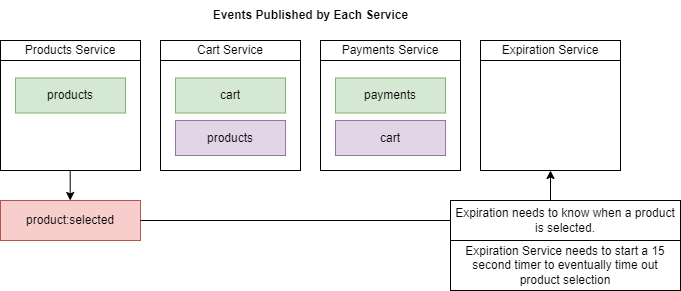 Events Published by Each Service
Products Service
Cart Service
Payments Service
Expiration Service
products
cart
payments
products
cart
product:selected
Expiration needs to know when a product
is selected.
Expiration Service needs to start a 15
second timer to eventually time out
product selection